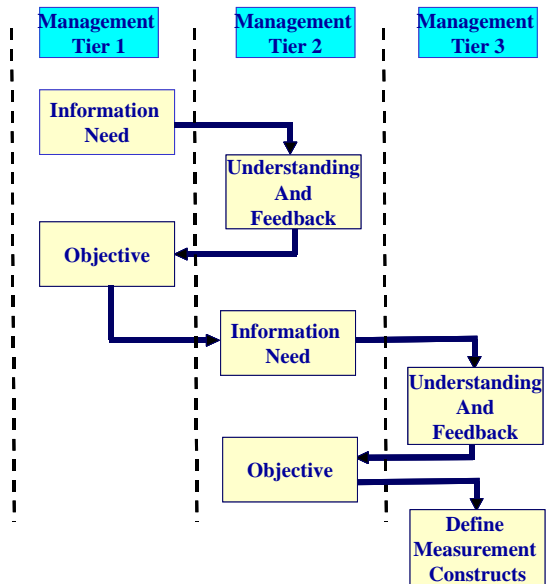 Management
Tier 1
Management
Tier 2
Management
Tier 3
Information
Need
Understanding
And
Feedback
Objective
Information
Need
Understanding
And
Feedback
Objective
Define
Measurement
Constructs